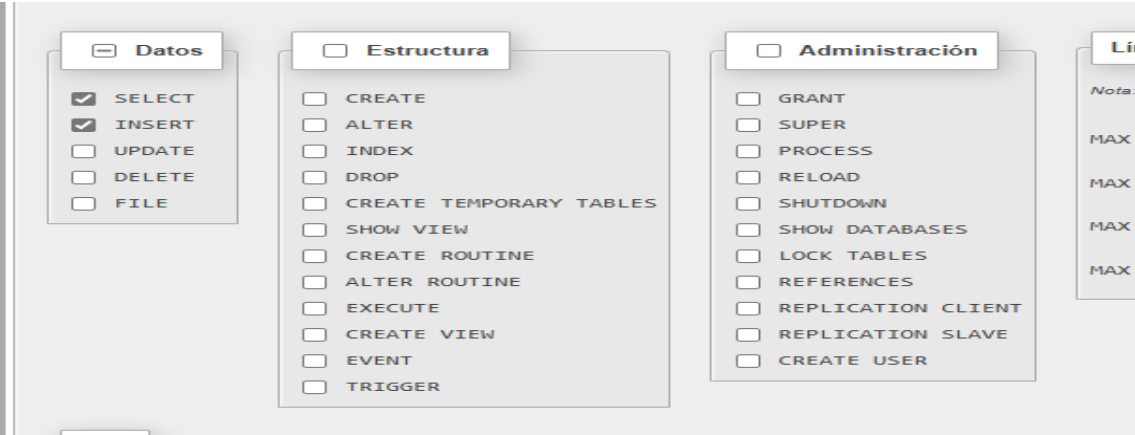 Datos
SELECT
INSERT
UPDATE
DELETE
FILE
Estructura
CREATE
ALTER
INDEX
DROP
CREATE TEMPORARY TABLES
SHOW VIEW
CREATE ROUTINE
ALTER ROUTINE
EXECUTE
CREATE VIEW
EVENT
TRIGGER
Administración
GRANT
SUPER
PROCESS
RELOAD
SHUTDOWN
SHOW DATABASES
LOCK TABLES
REFERENCES
REPLICATION CLIENT
REPLICATION SLAVE
CREATE USER
Nota:
MAX
MAX
MAX
MAX